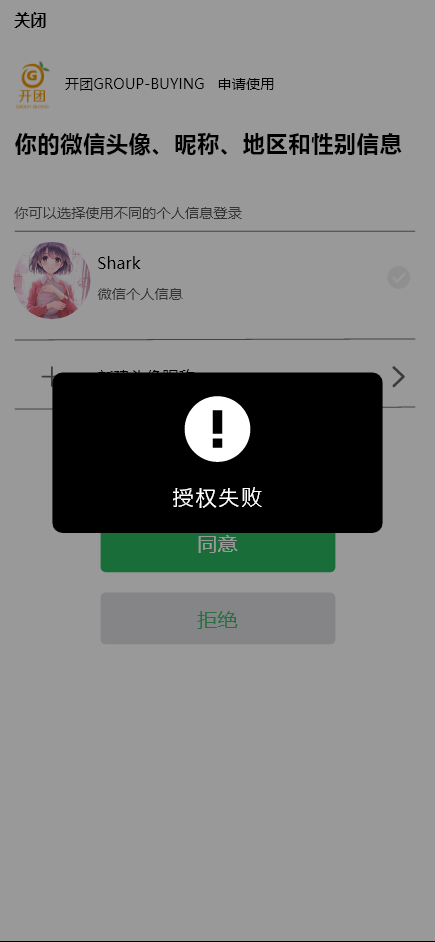 关闭
开团
GROUP-BUYING
开团GROUP-BUYING 申请使用
你的微信头像、昵称、地区和性别信息
你可以选择使用不同的个人信息登录
Shark
微信个人信息
授权失败
同意
拒绝